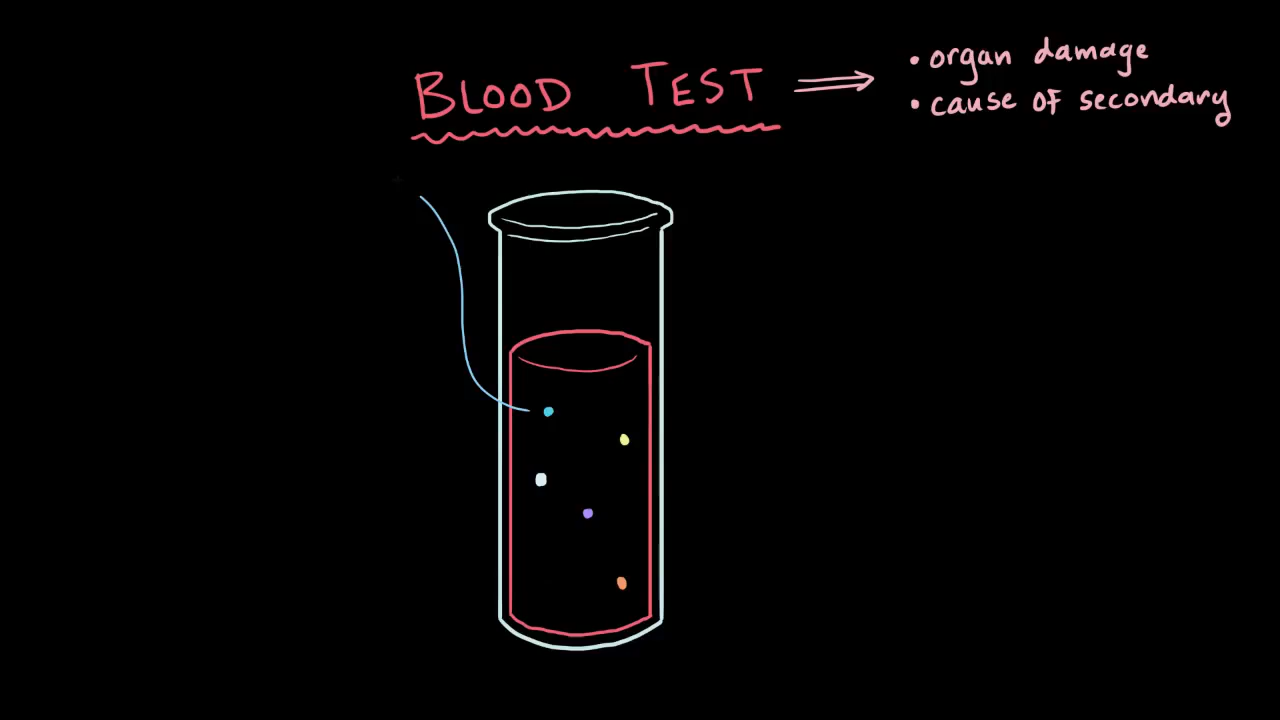 BLOOD TEST
• organ damage
• cause of secondary